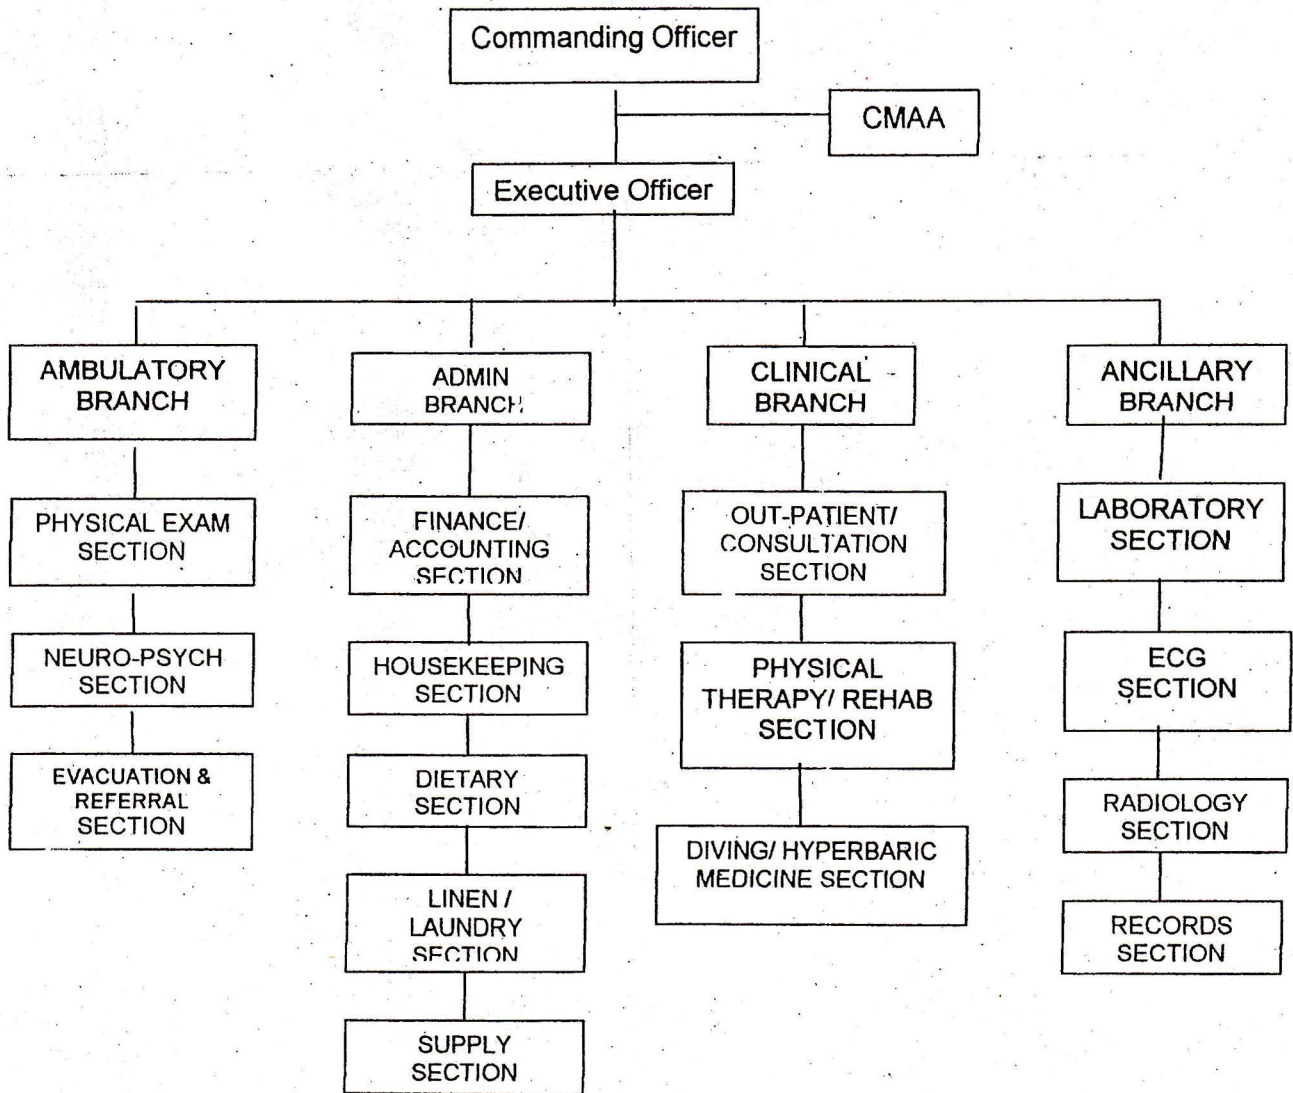 Commanding Officer
CMAA
Executive Officer
AMBULATORY
BRANCH
PHYSICAL EXAM
SECTION
NEURO-PSYCH
SECTION
EVACUATION &
REFERRAL
SECTION
ADMIN
BRANCH
FINANCE/
ACCOUNTING
SECTION
HOUSEKEEPING
SECTION
DIETARY
SECTION
LINEN /
LAUNDRY
SECTION
SUPPLY
SECTION
CLINICAL
BRANCH
OUT-PATIENT/
CONSULTATION
SECTION
PHYSICAL
THERAPY/ REHAB
SECTION
DIVING/ HYPERBARIC
MEDICINE SECTION
ANCILLARY
BRANCH
LABORATORY
SECTION
ECG
SECTION
RADIOLOGY
SECTION
RECORDS
SECTION